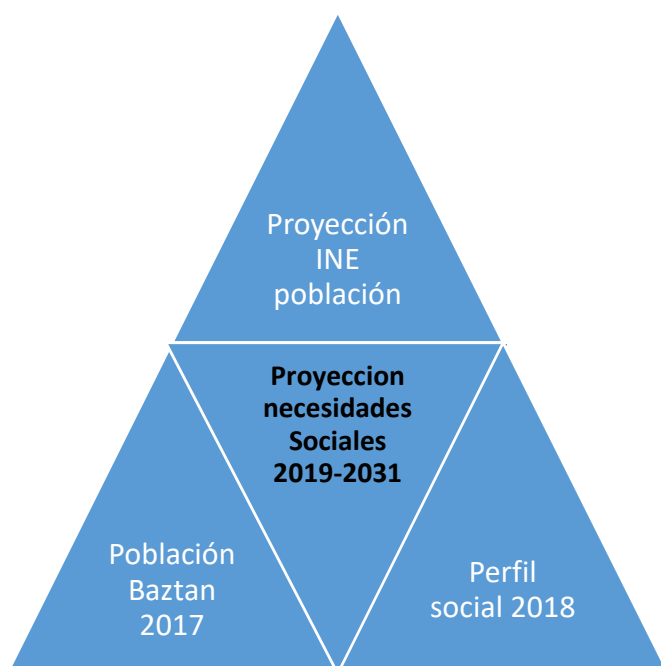 Proyección
INE
población
Proyeccion
necesidades
Sociales
2019-2031
Población
Baztan
2017
Perfil
social 2018